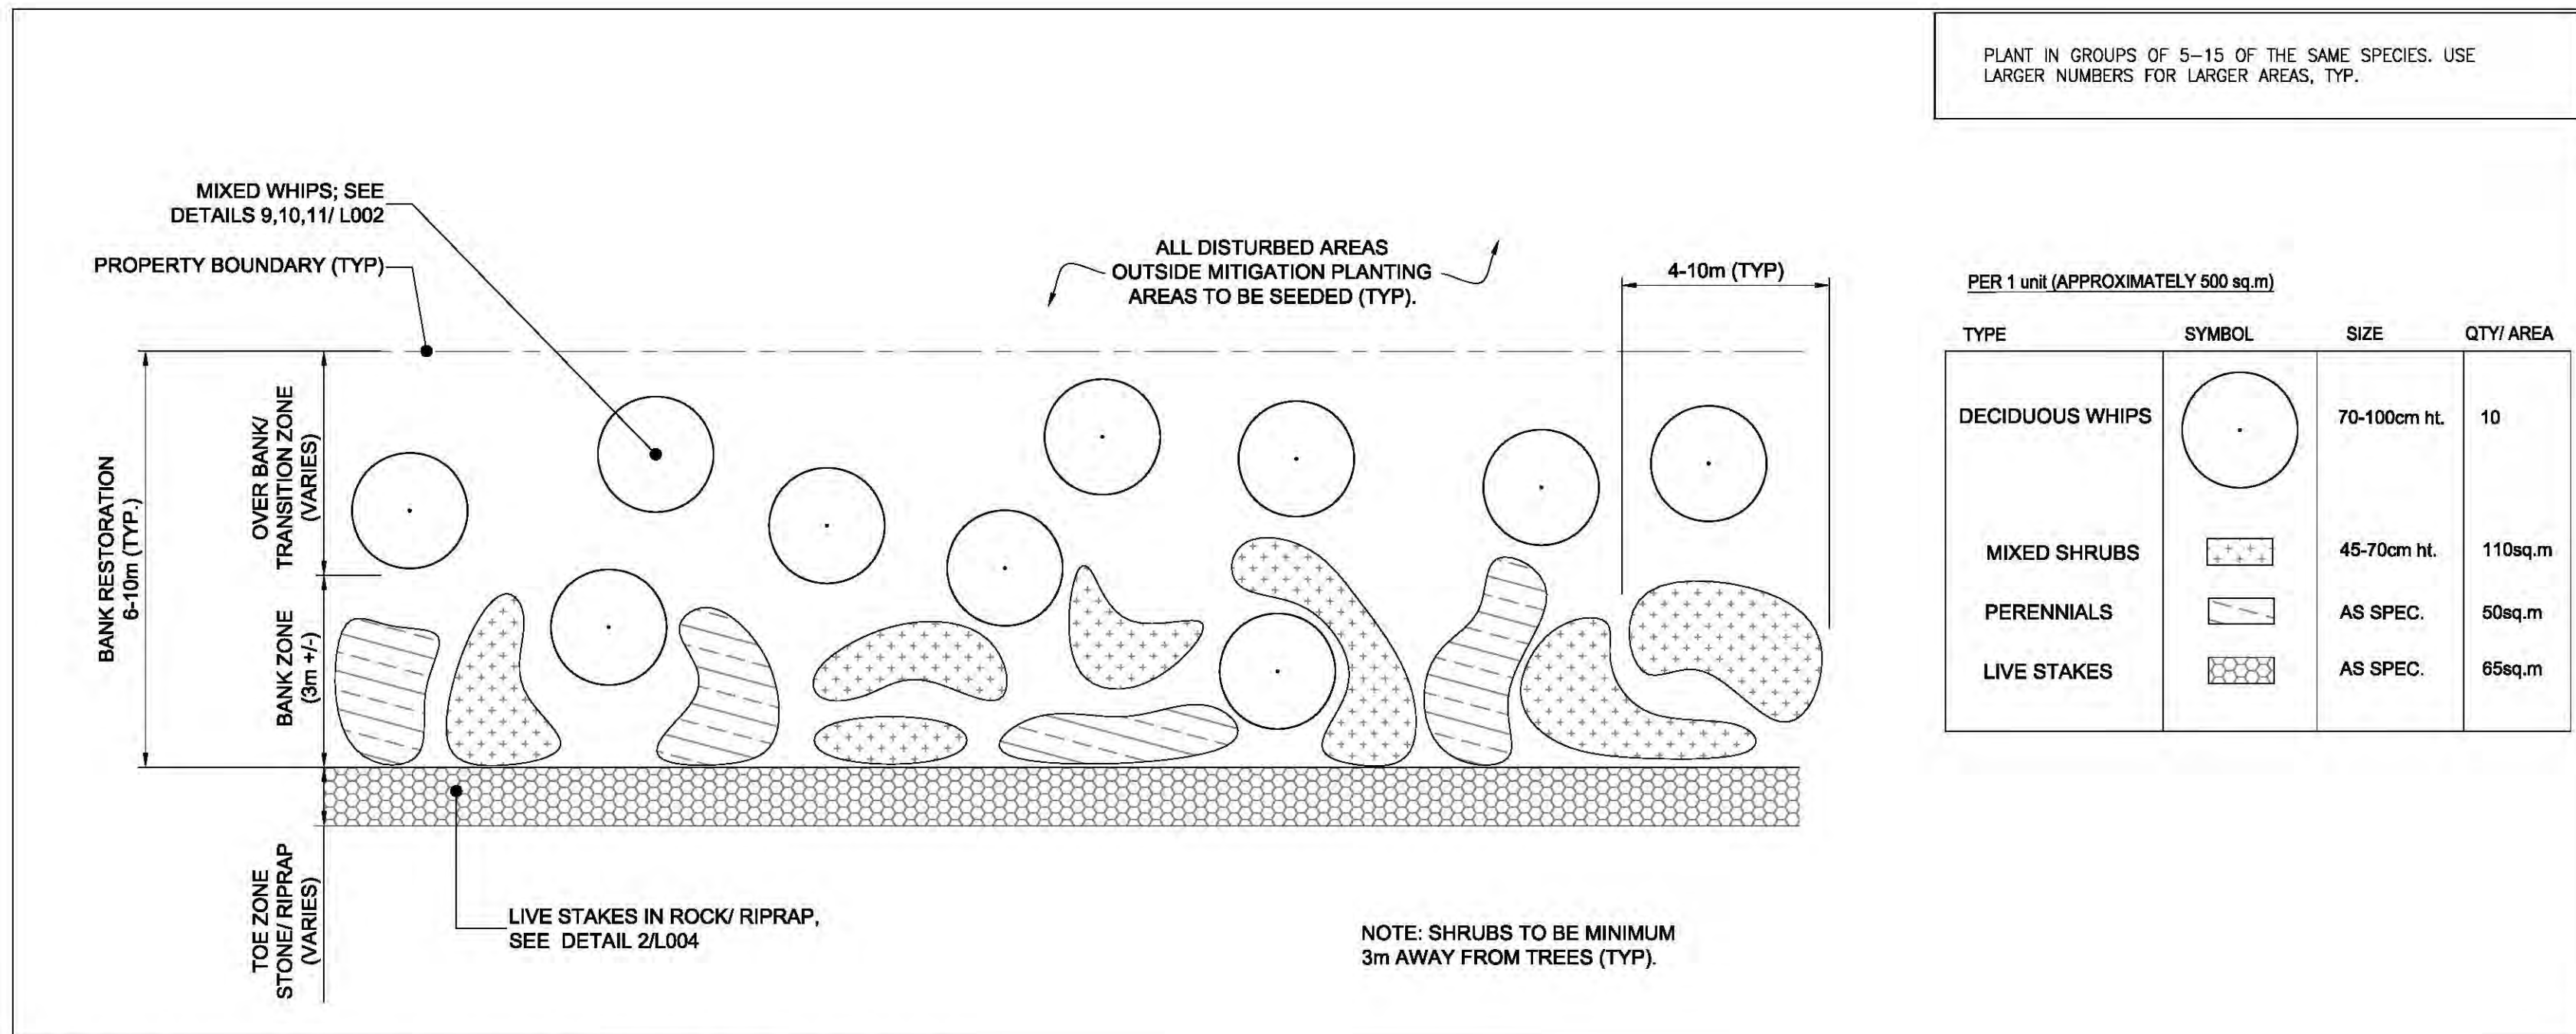 PLANT IN GROUPS OF 5-15 OF THE SAME SPECIES. USE
LARGER NUMBERS FOR LARGER AREAS, TYP.
MIXED WHIPS; SEE
DETAILS 9,10,11/ L002
PROPERTY BOUNDARY (TYP)
ALL DISTURBED AREAS
OUTSIDE MITIGATION PLANTING
AREAS TO BE SEEDED (TYP).
4-10m (TYP)
BANK RESTORATION
6-10m (TYP.)
OVER BANK/
TRANSITION ZONE
(VARIES)
BANK ZONE
(3m +/-)
TOE ZONE
STONE/ RIPRAP
(VARIES)
LIVE STAKES IN ROCK/ RIPRAP,
SEE DETAIL 2/L004
NOTE: SHRUBS TO BE MINIMUM
3m AWAY FROM TREES (TYP).
PER 1 unit (APPROXIMATELY 500 sq.m)
TYPE SYMBOL SIZE QTY/ AREA
DECIDUOUS WHIPS 70-100cm ht. 10
MIXED SHRUBS 45-70cm ht. 110sq.m
PERENNIALS AS SPEC. 50sq.m
LIVE STAKES AS SPEC. 65sq.m